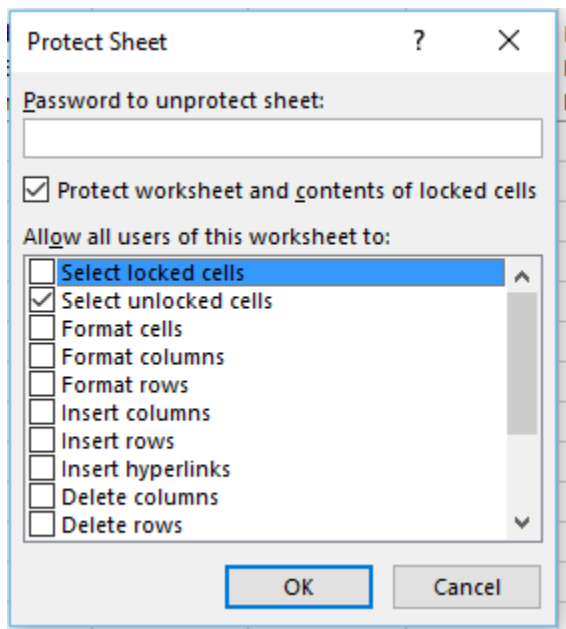 Protect Sheet ?
Password to unprotect sheet:
Protect worksheet and contents of locked cells
Allow all users of this worksheet to:
Select locked cells
Select unlocked cells
Format cells
Format columns
Format rows
Insert columns
Insert rows
Insert hyperlinks
Delete columns
Delete rows
OK Cancel